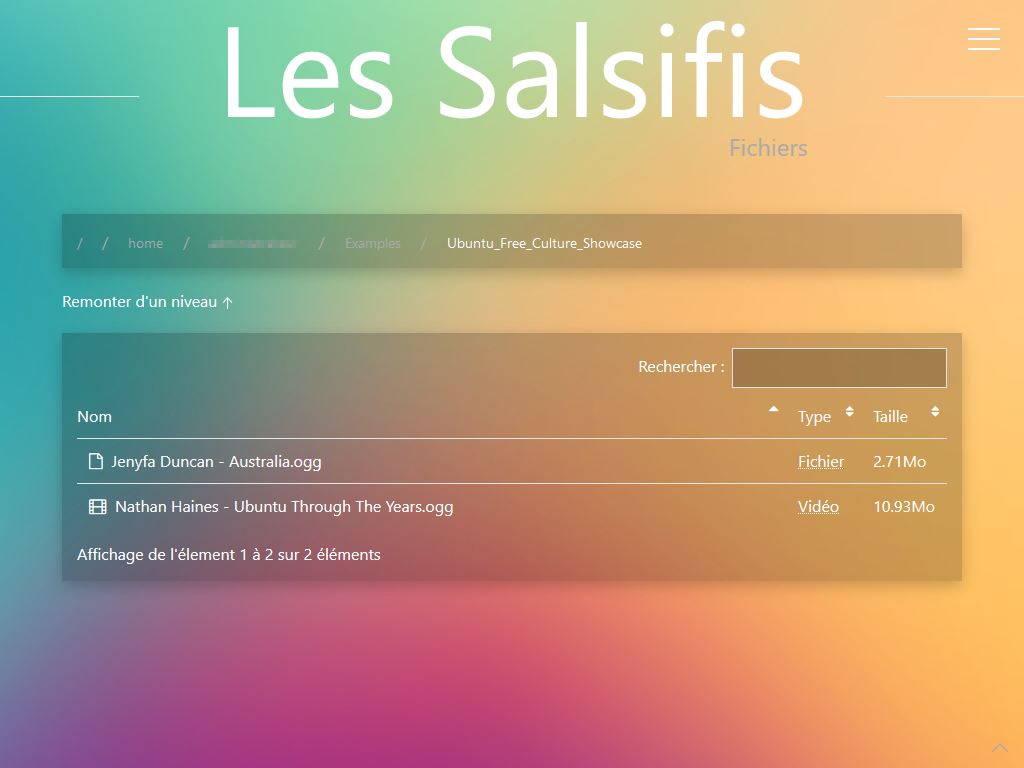 Les Salsifis
Fichiers
/ / home / / Examples / Ubuntu_Free_Culture_Showcase
Remonter d'un niveau ↑
Rechercher :
Nom Type Taille
Jenyfa Duncan - Australia.ogg Fichier 2.71Mo
Nathan Haines - Ubuntu Through The Years.ogg Vidéo 10.93Mo
Affichage de l'élement 1 à 2 sur 2 éléments